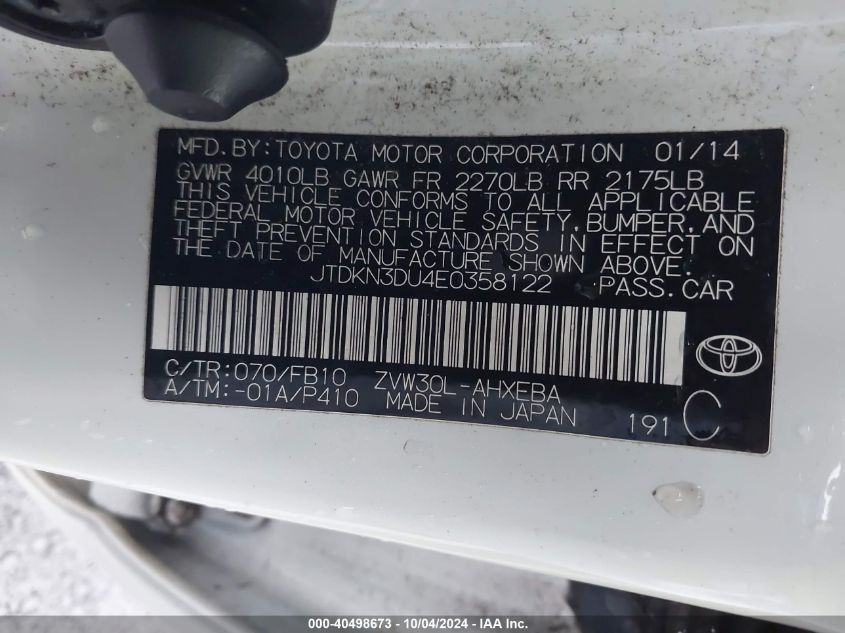 MFD. BY: TOYOTA MOTOR CORPORATION 01/14
GVWR 4010LB GAWR FR 2270LB RR 2175LB
THIS VEHICLE CONFORMS TO ALL APPLICABLE
FEDERAL MOTOR VEHICLE SAFETY, BUMPER, AND
THEFT PREVENTION STANDARDS IN EFFECT ON
THE DATE OF MANUFACTURE SHOWN ABOVE.
JTDKN3DU4E0358122 PASS. CAR
C/TR: 070/FB10 ZVW30L-AHXEBA
A/TM: -01A/P410 MADE IN JAPAN 191 C
000-40498673 - 10/04/2024 - IAA Inc.